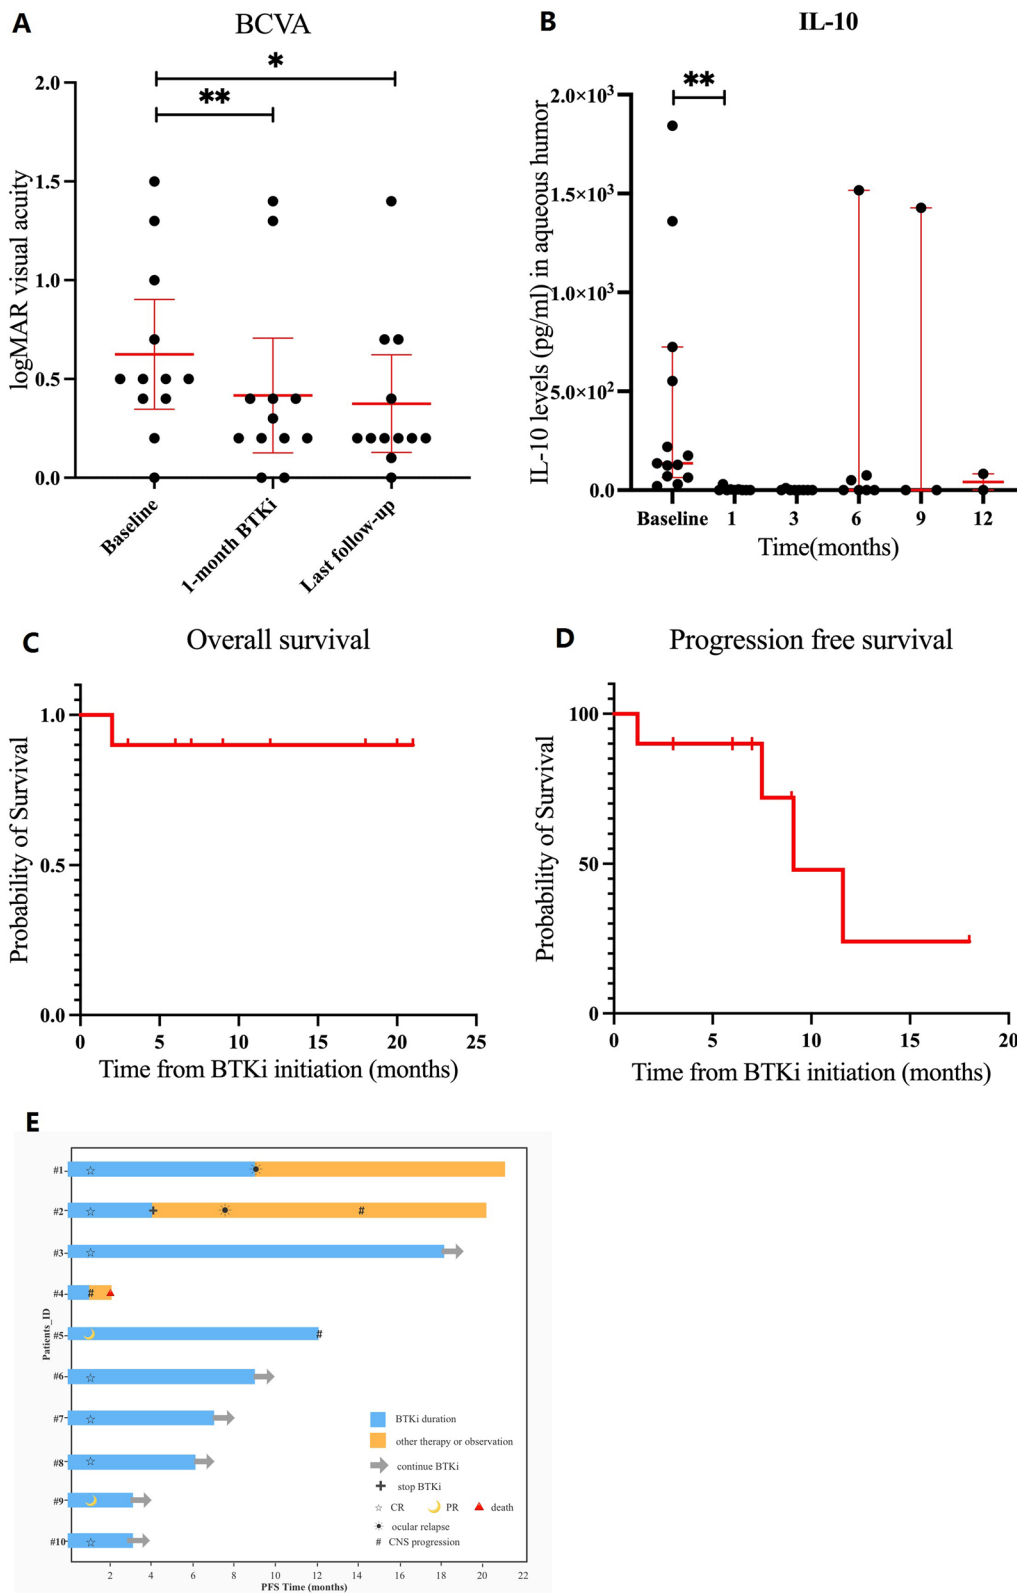 A
BCVA
*
**
logMAR visual acuity
2.0
1.5
1.0
0.5
0.0
Baseline
1-month BTKi
Last follow-up
B
IL-10
**
IL-10 levels (pg/ml) in aqueous humor
2.0×10³
1.5×10³
1.0×10³
5.0×10²
0.0
Baseline 1 3 6 9 12
Time(months)
C
Overall survival
Probability of Survival
1.0
0.5
0.0
0 5 10 15 20 25
Time from BTKi initiation (months)
D
Progression free survival
Probability of Survival
100
50
0
0 5 10 15 20
Time from BTKi initiation (months)
E
Patients_ID
#1
#2
#3
#4
#
#5
#
#6
#7
#8
#9
#10
#
BTKi duration
other therapy or observation
continue BTKi
stop BTKi
CR PR death
ocular relapse
# CNS progression
2 4 6 8 10 12 14 16 18 20 22
PFS Time (months)